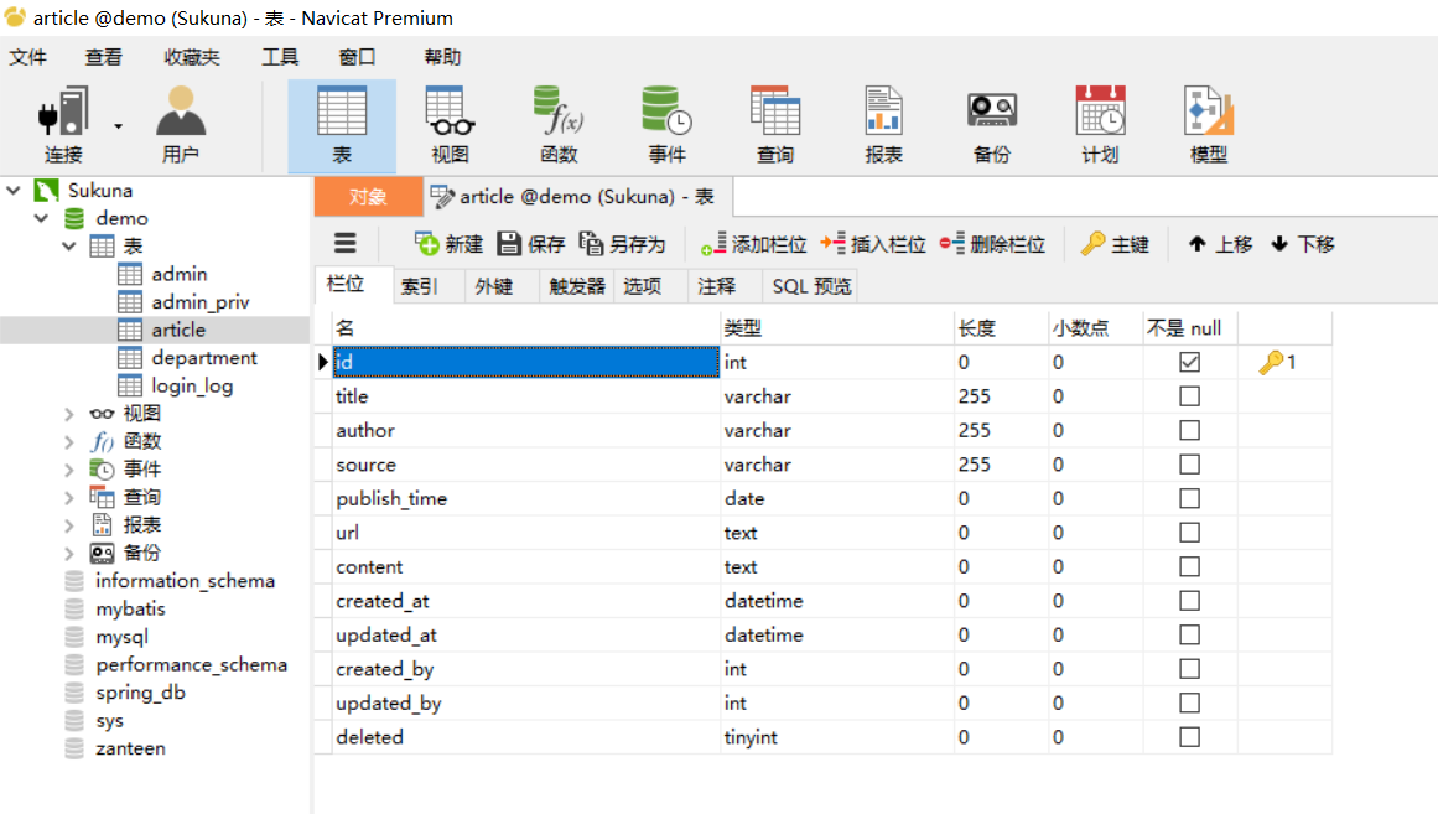 article @demo (Sukuna) - 表 - Navicat Premium
文件 查看 收藏夹 工具 窗口 帮助
连接 用户 表 视图 函数 事件 查询 报表 备份 计划 模型
Sukuna
demo
表
admin
admin_priv
article
department
login_log
视图
函数
事件
查询
报表
备份
information_schema
mybatis
mysql
performance_schema
spring_db
sys
zanteen
对象 article @demo (Sukuna) - 表
新建 保存 另存为 添加栏位 插入栏位 删除栏位 主键 上移 下移
栏位 索引 外键 触发器 选项 注释 SQL 预览
名 类型 长度 小数点 不是 null
id int 0 0 1
title varchar 255 0
author varchar 255 0
source varchar 255 0
publish_time date 0 0
url text 0 0
content text 0 0
created_at datetime 0 0
updated_at datetime 0 0
created_by int 0 0
updated_by int 0 0
deleted tinyint 0 0